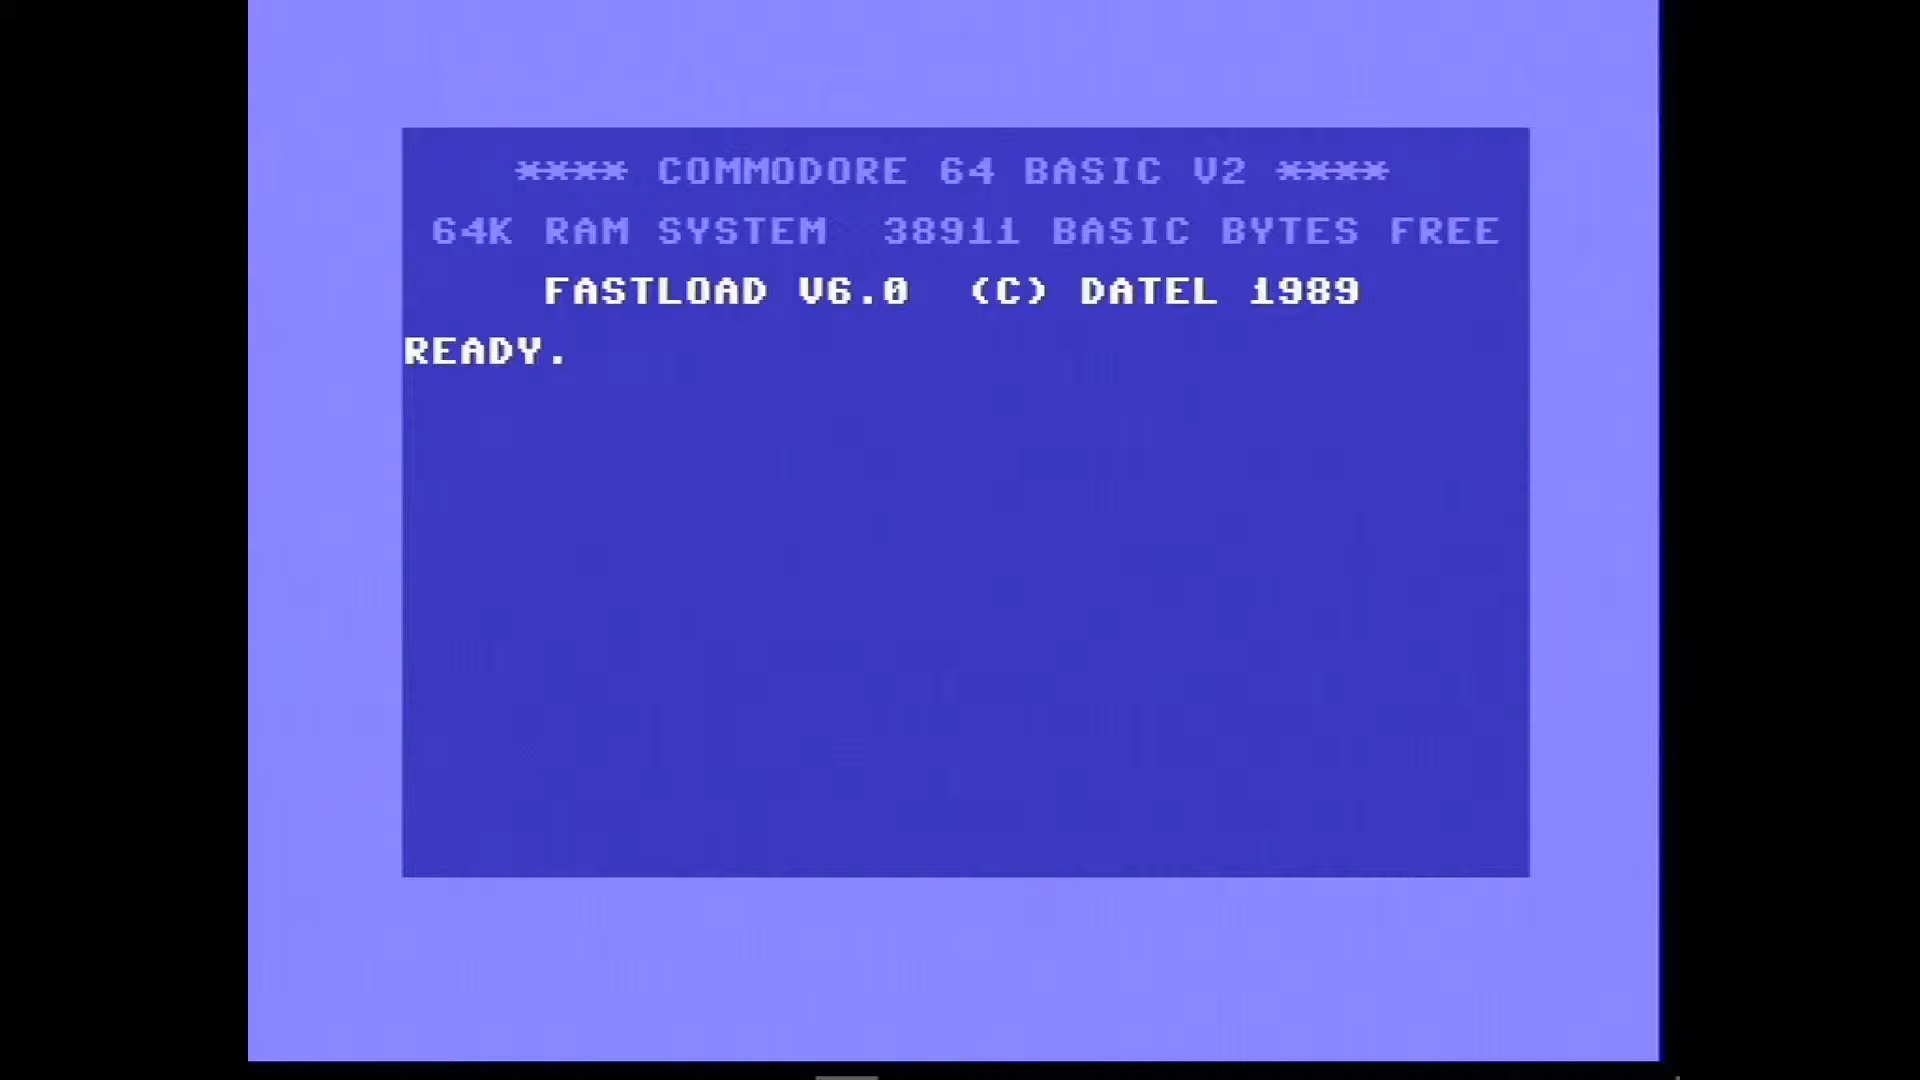 **** COMMODORE 64 BASIC V2 ****
64K RAM SYSTEM  38911 BASIC BYTES FREE
FASTLOAD V6.0  (C) DATEL 1989
READY.